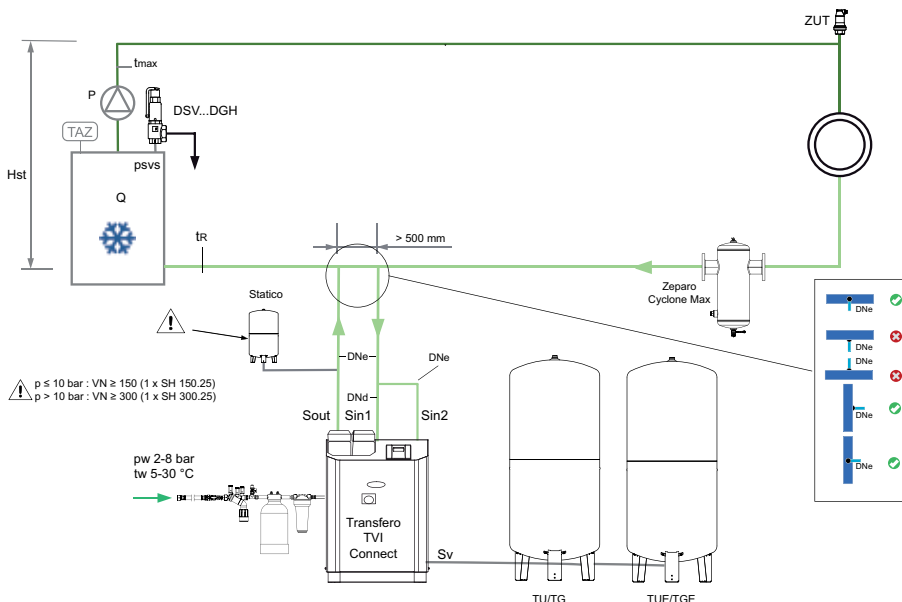 ZUT
tmax
P
DSV...DGH
TAZ
psvs
Hst
Q
tR
> 500 mm
Zeparo
Cyclone Max
Statico
DNe
DNe
DNe
DNe
DNe
DNe
DNe
DNd
p ≤ 10 bar : VN ≥ 150 (1 x SH 150.25)
p > 10 bar : VN ≥ 300 (1 x SH 300.25)
Sout
Sin1
Sin2
pw 2-8 bar
tw 5-30 °C
Transfero
TVI
Connect
Sv
TU/TG
TUE/TGE